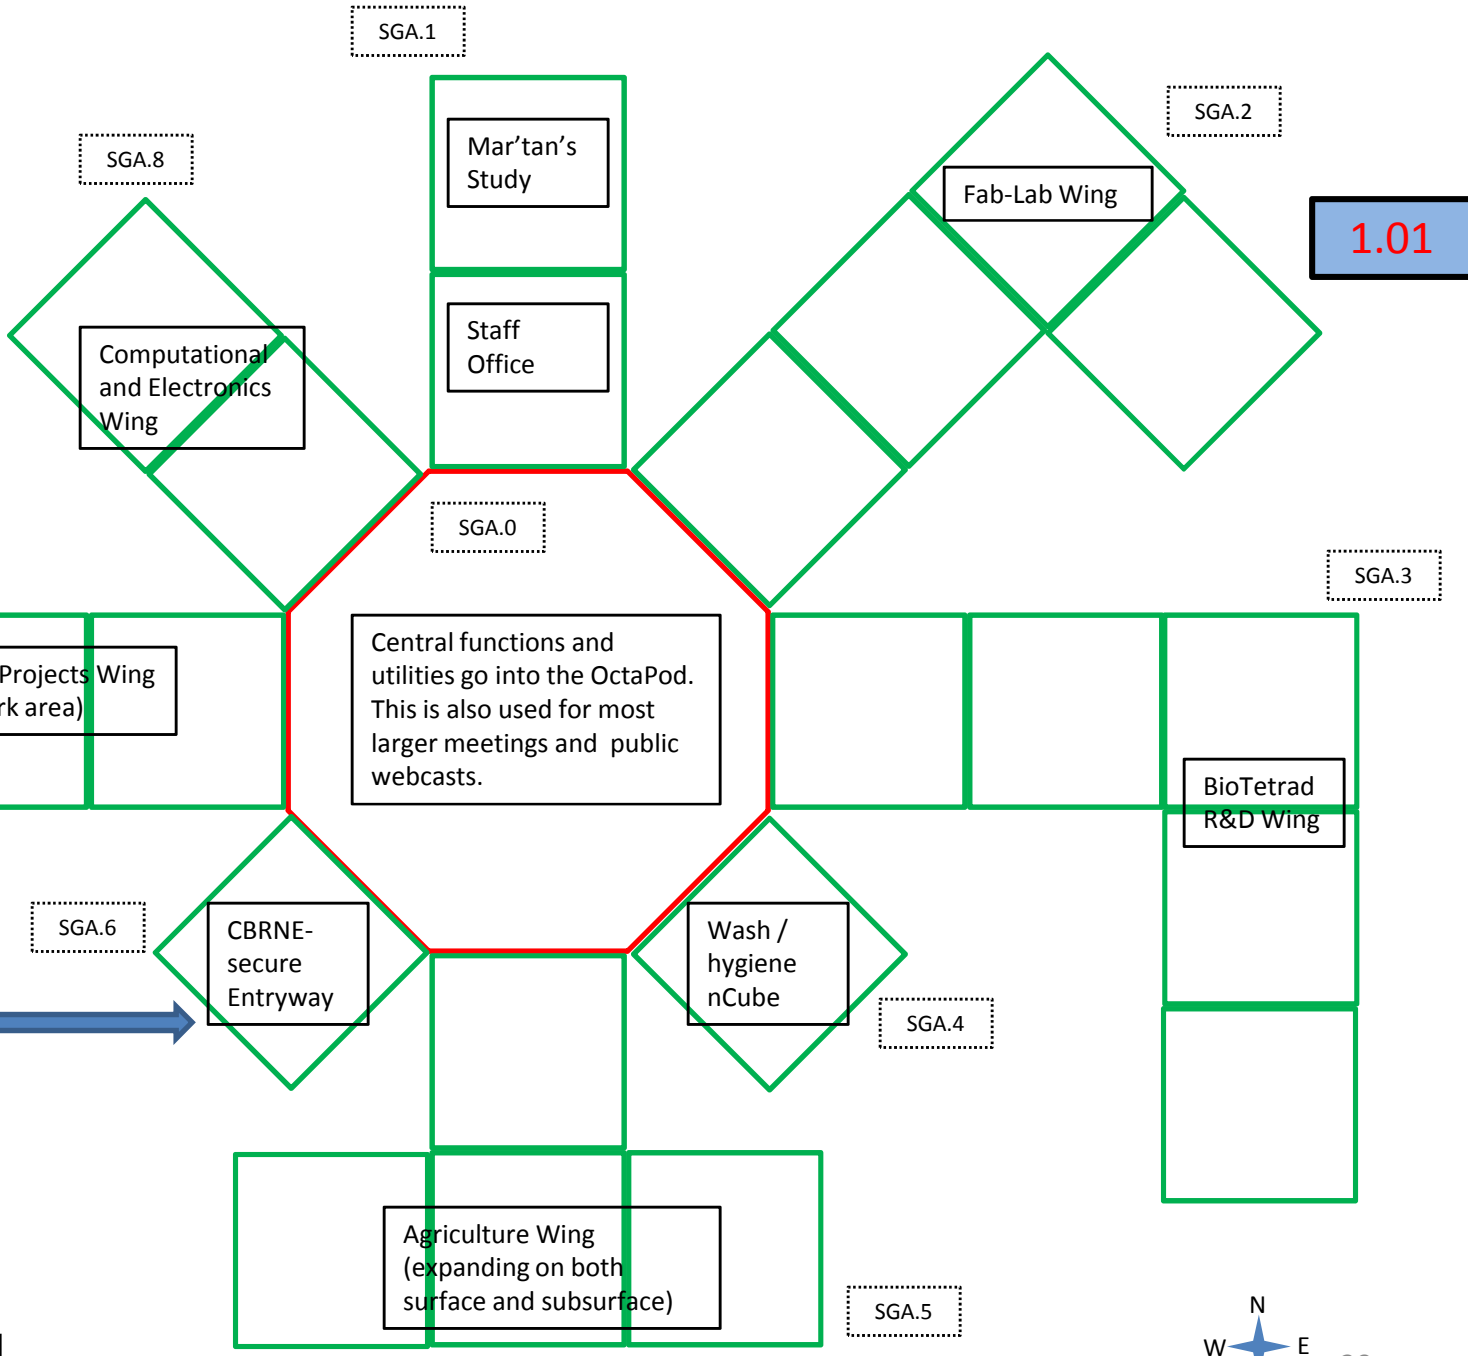 SGA.1
SGA.2
SGA.8
Mar’tan’s
Study
Fab-Lab Wing
1.01
Staff
Office
Computational
and Electronics
Wing
SGA.0
SGA.3
Central functions and
utilities go into the OctaPod.
This is also used for most
larger meetings and public
webcasts.
Projects Wing
area)
BioTetrad
R&D Wing
SGA.6
CBRNE-
secure
Entryway
Wash /
hygiene
nCube
SGA.4
Agriculture Wing
(expanding on both
surface and subsurface)
SGA.5
N
W
E